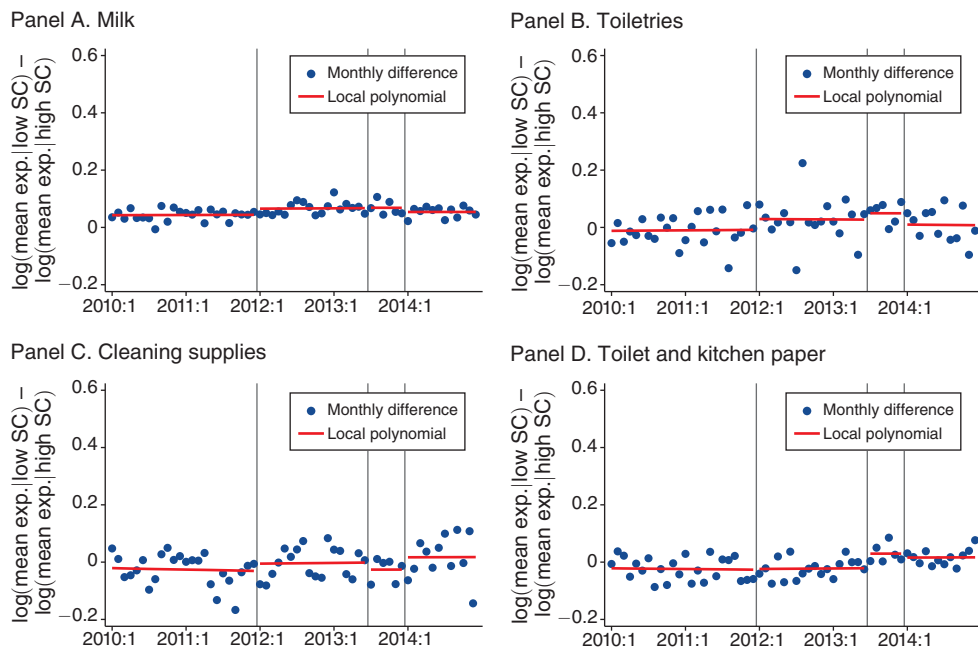 Panel A. Milk
log(mean exp.|low SC) −
log(mean exp.|high SC)
0.6
0.4
0.2
0
−0.2
Monthly difference
Local polynomial
2010:1 2011:1 2012:1 2013:1 2014:1
Panel B. Toiletries
log(mean exp.|low SC) −
log(mean exp.|high SC)
0.6
0.4
0.2
0
−0.2
Monthly difference
Local polynomial
2010:1 2011:1 2012:1 2013:1 2014:1
Panel C. Cleaning supplies
log(mean exp.|low SC) −
log(mean exp.|high SC)
0.6
0.4
0.2
0
−0.2
Monthly difference
Local polynomial
2010:1 2011:1 2012:1 2013:1 2014:1
Panel D. Toilet and kitchen paper
log(mean exp.|low SC) −
log(mean exp.|high SC)
0.6
0.4
0.2
0
−0.2
Monthly difference
Local polynomial
2010:1 2011:1 2012:1 2013:1 2014:1